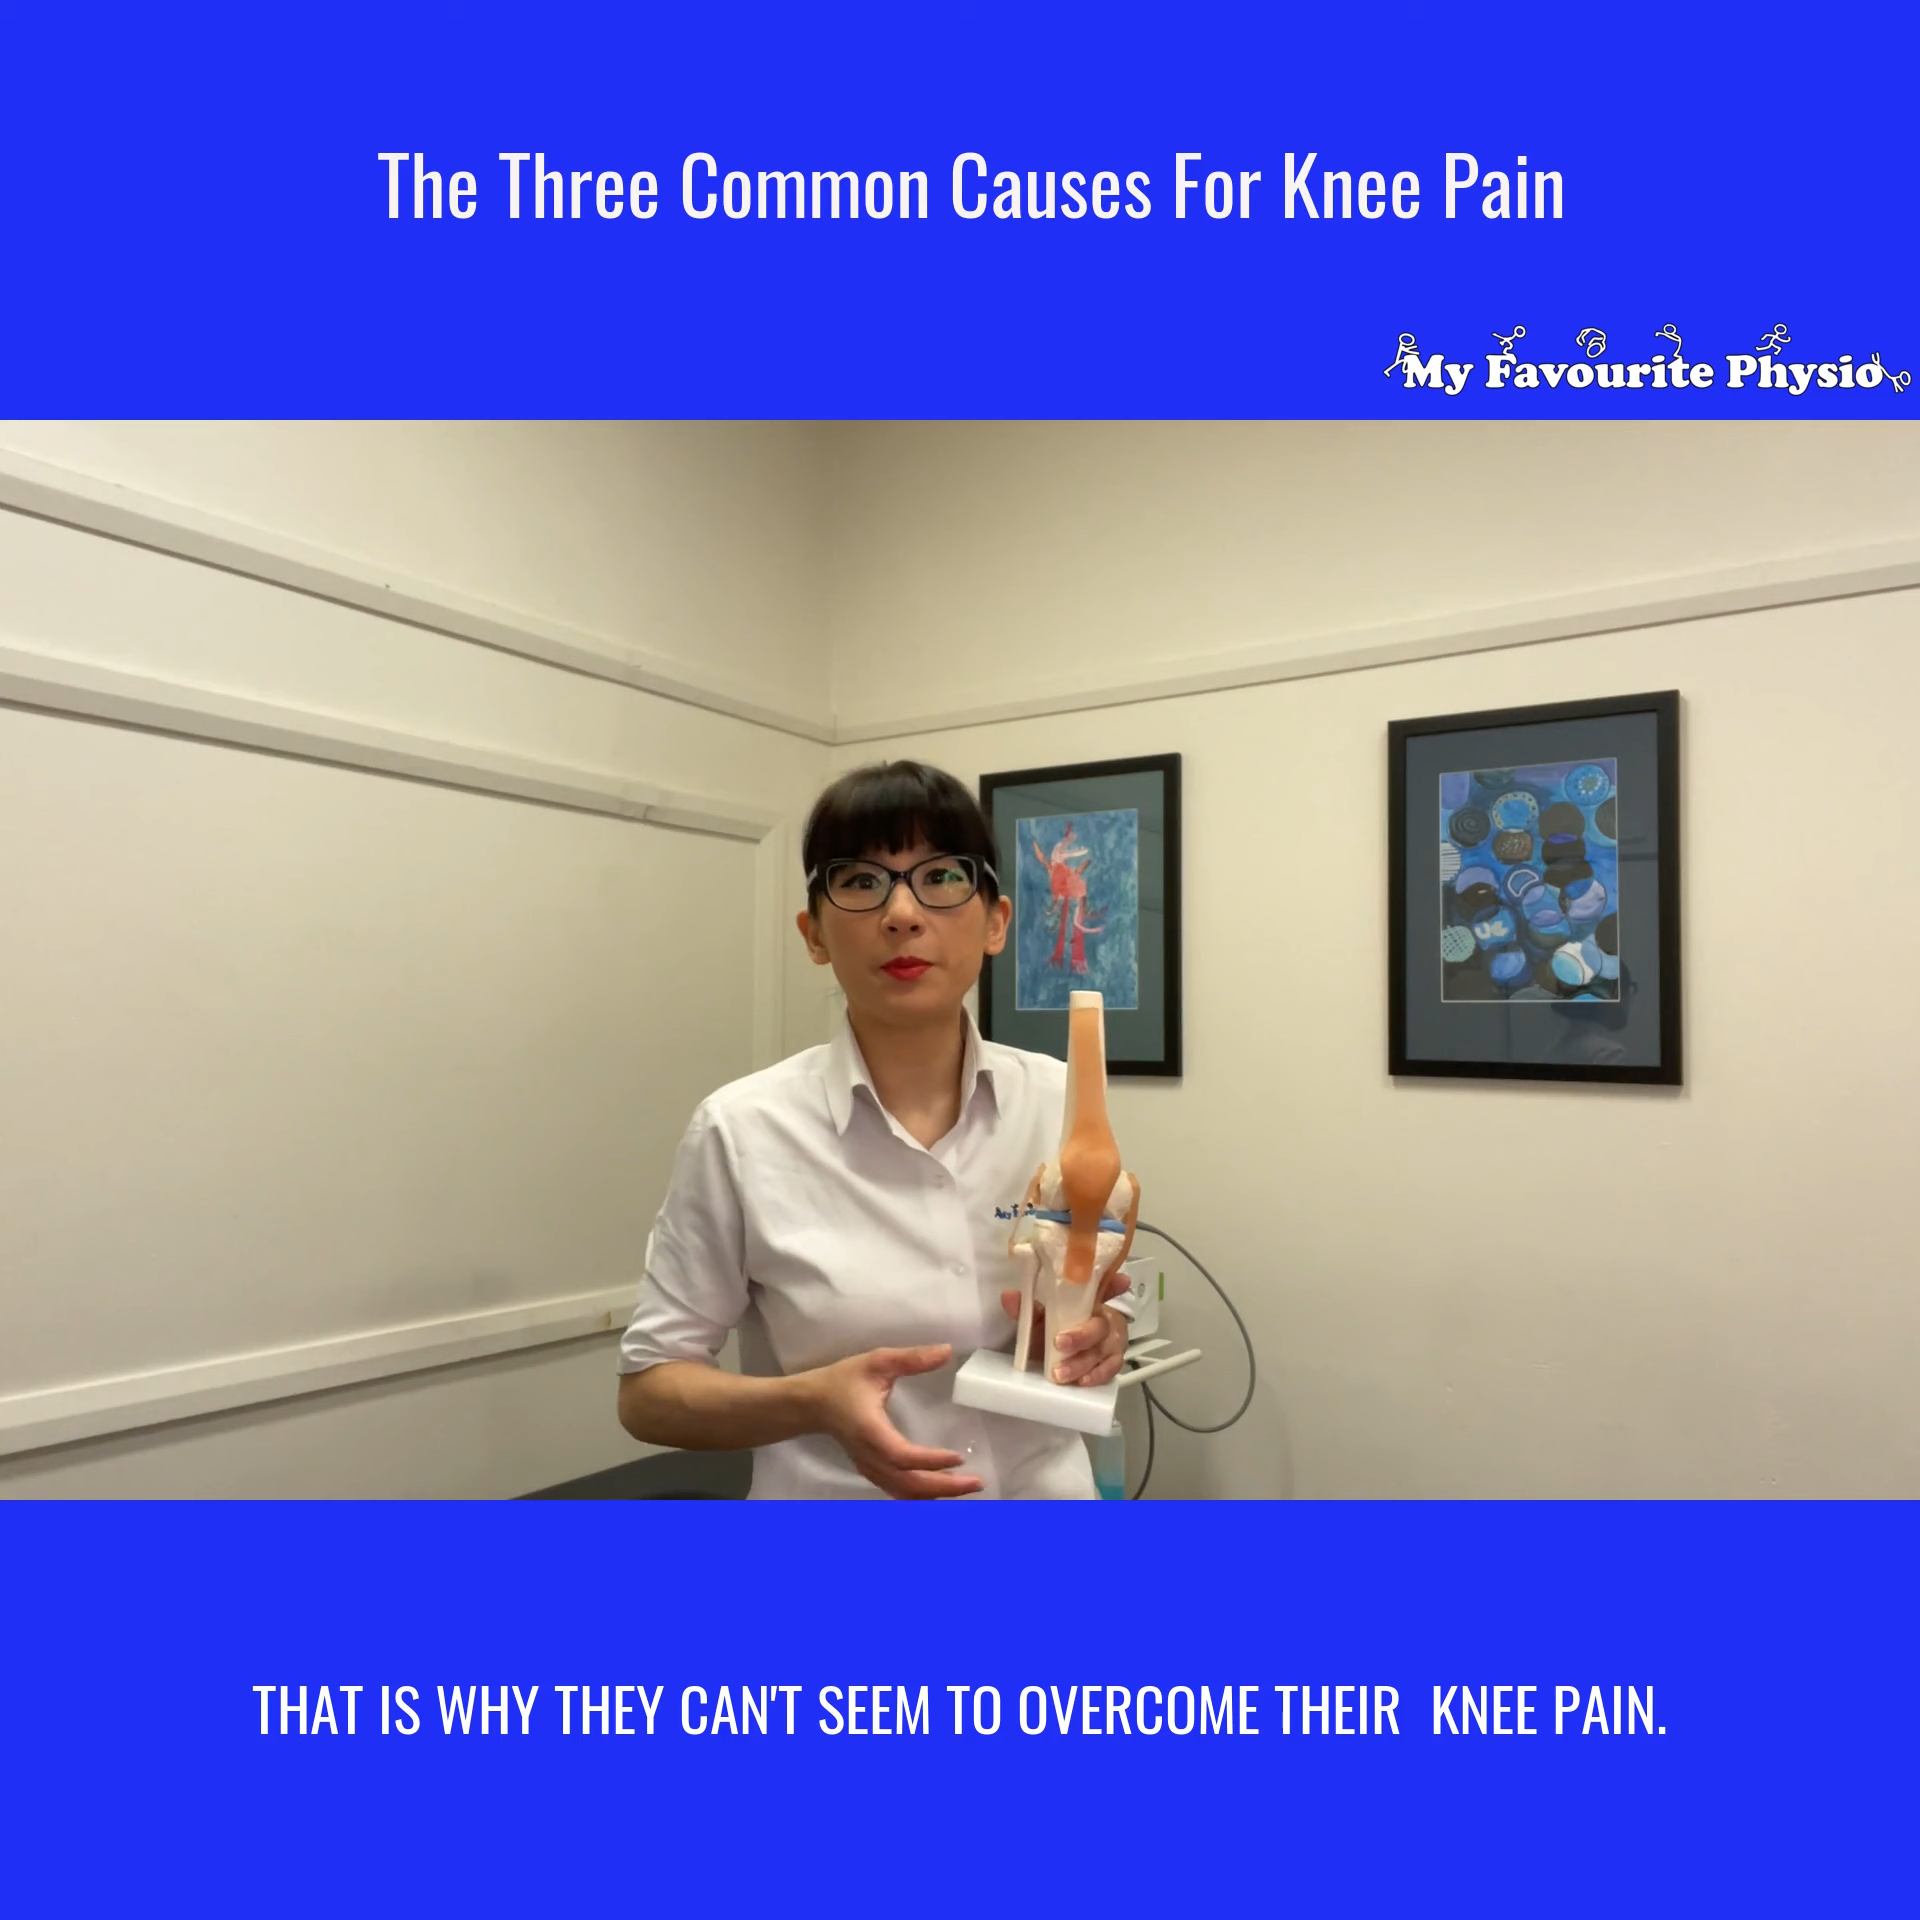 The Three Common Causes For Knee Pain
My Favourite Physio
THAT IS WHY THEY CAN'T SEEM TO OVERCOME THEIR  KNEE PAIN.